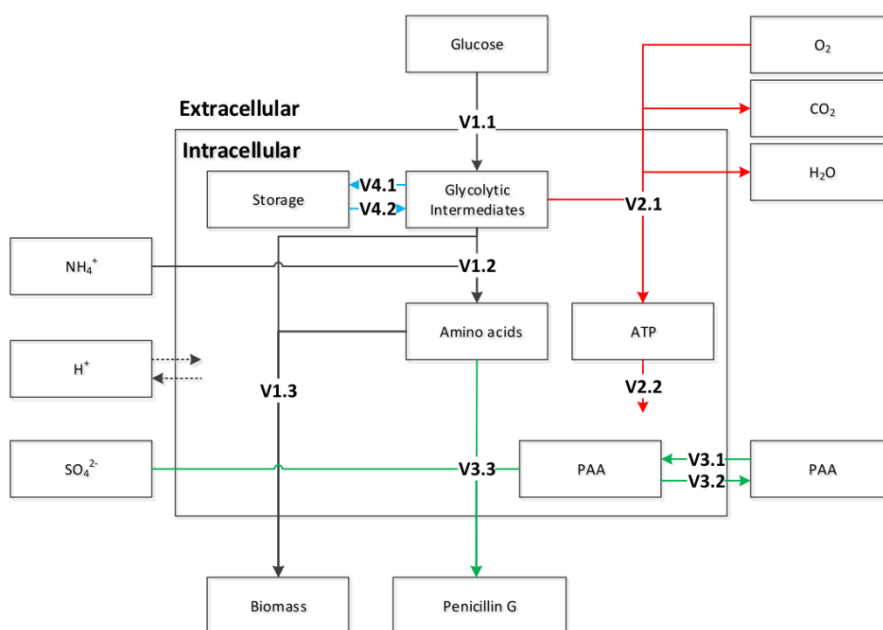 Glucose
O₂
Extracellular
CO₂
V1.1
Intracellular
H₂O
Storage
V4.1
V4.2
Glycolytic
Intermediates
V2.1
NH₄⁺
V1.2
Amino acids
ATP
H⁺
V1.3
V2.2
SO₄²⁻
V3.3
PAA
V3.1
V3.2
PAA
Biomass
Penicillin G